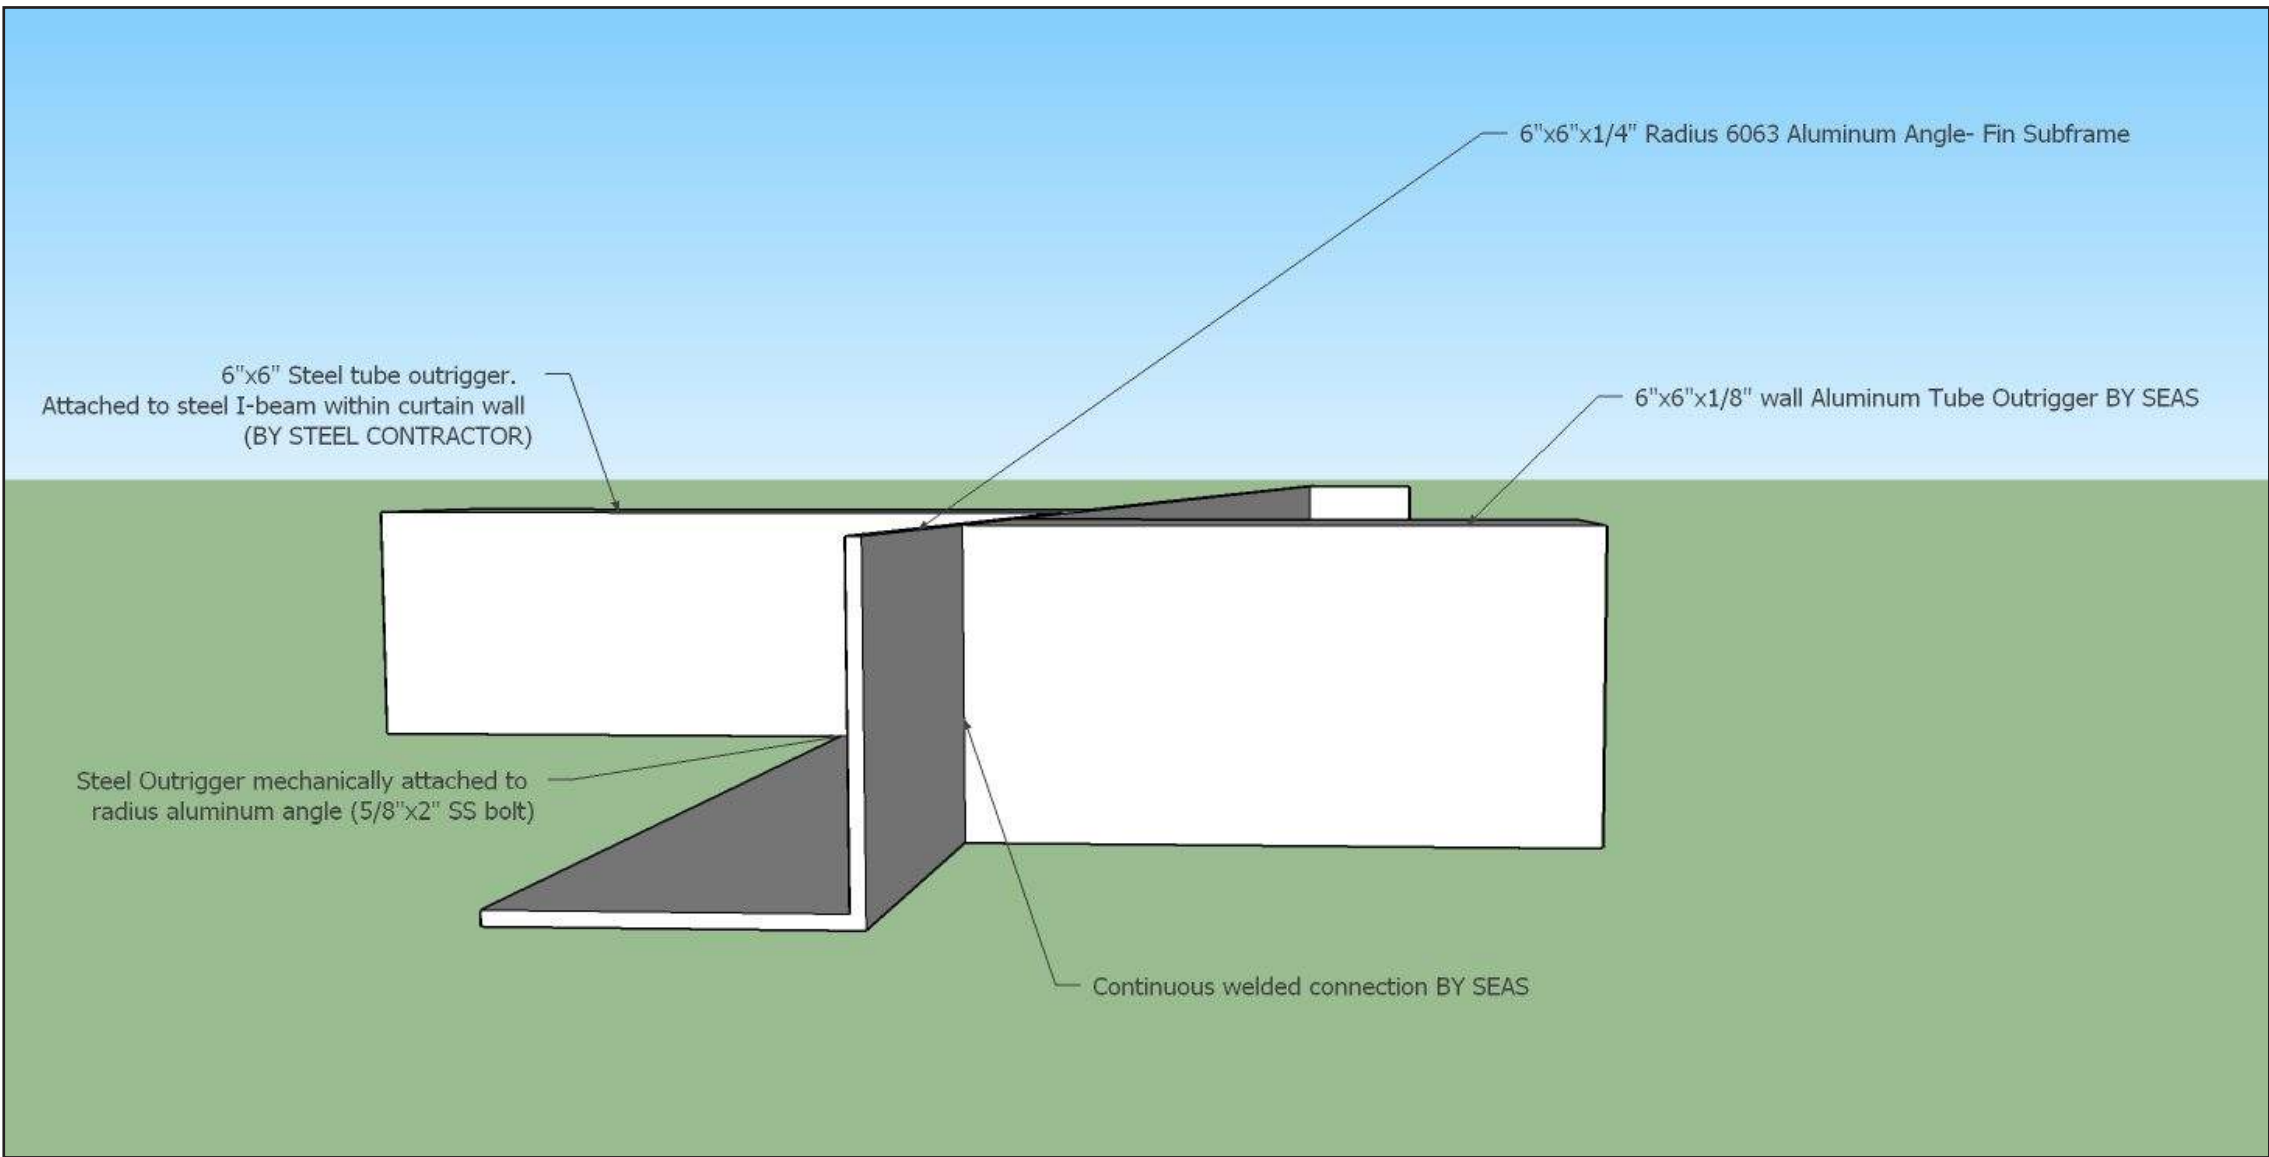 6"x6"x1/4" Radius 6063 Aluminum Angle- Fin Subframe
6"x6" Steel tube outrigger.
Attached to steel I-beam within curtain wall
(BY STEEL CONTRACTOR)
6"x6"x1/8" wall Aluminum Tube Outrigger BY SEAS
Steel Outrigger mechanically attached to
radius aluminum angle (5/8"x2" SS bolt)
Continuous welded connection BY SEAS